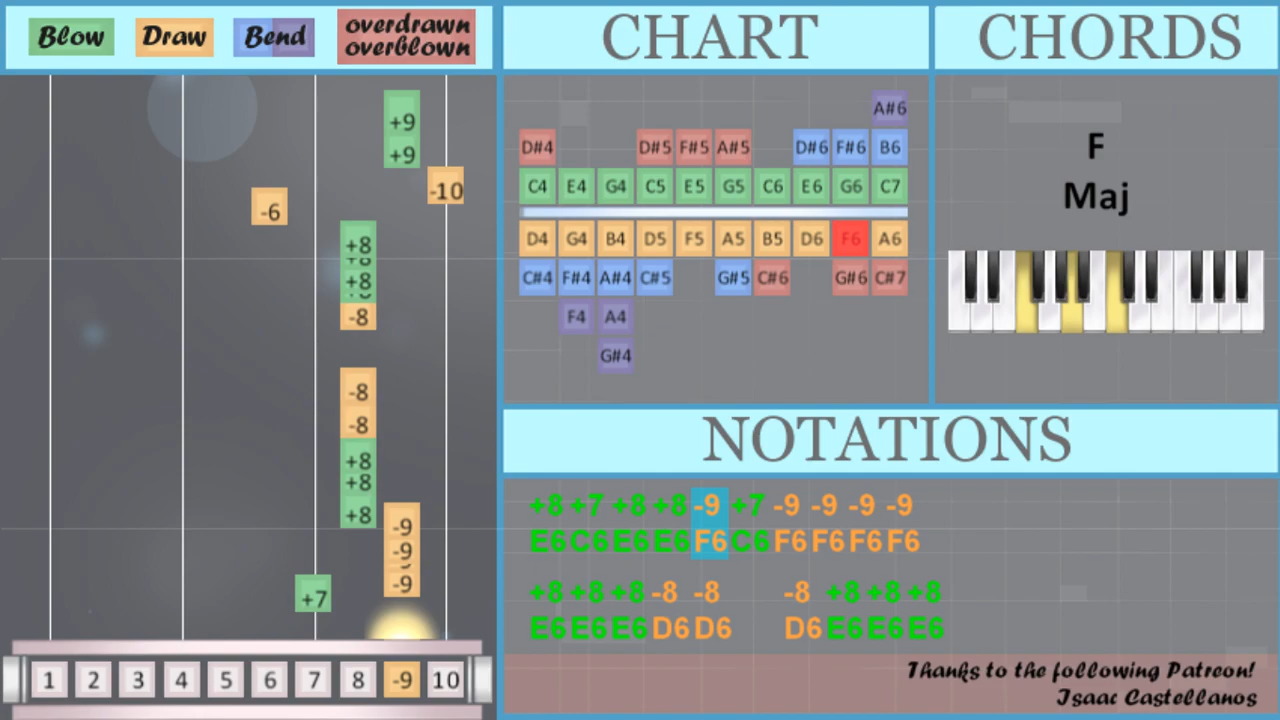 Blow Draw Bend overdrawn
overblown
CHART
CHORDS
+9
+9
-10
-6
+8
+8
+8
-8
-8
-8
+8
+8
+8
-9
-9
-9
+7
1 2 3 4 5 6 7 8 -9 10
A#6
D#4 D#5 F#5 A#5 D#6 F#6 B6
C4 E4 G4 C5 E5 G5 C6 E6 G6 C7
D4 G4 B4 D5 F5 A5 B5 D6 F6 A6
C#4 F#4 A#4 C#5 G#5 C#6 G#6 C#7
F4 A4
G#4
F
Maj
NOTATIONS
+8 +7 +8 +8 -9 +7 -9 -9 -9 -9
E6 C6 E6 E6 F6 C6 F6 F6 F6 F6
+8 +8 +8 -8 -8 -8 +8 +8 +8
E6 E6 E6 D6 D6 D6 E6 E6 E6
Thanks to the following Patreon!
Isaac Castellanos